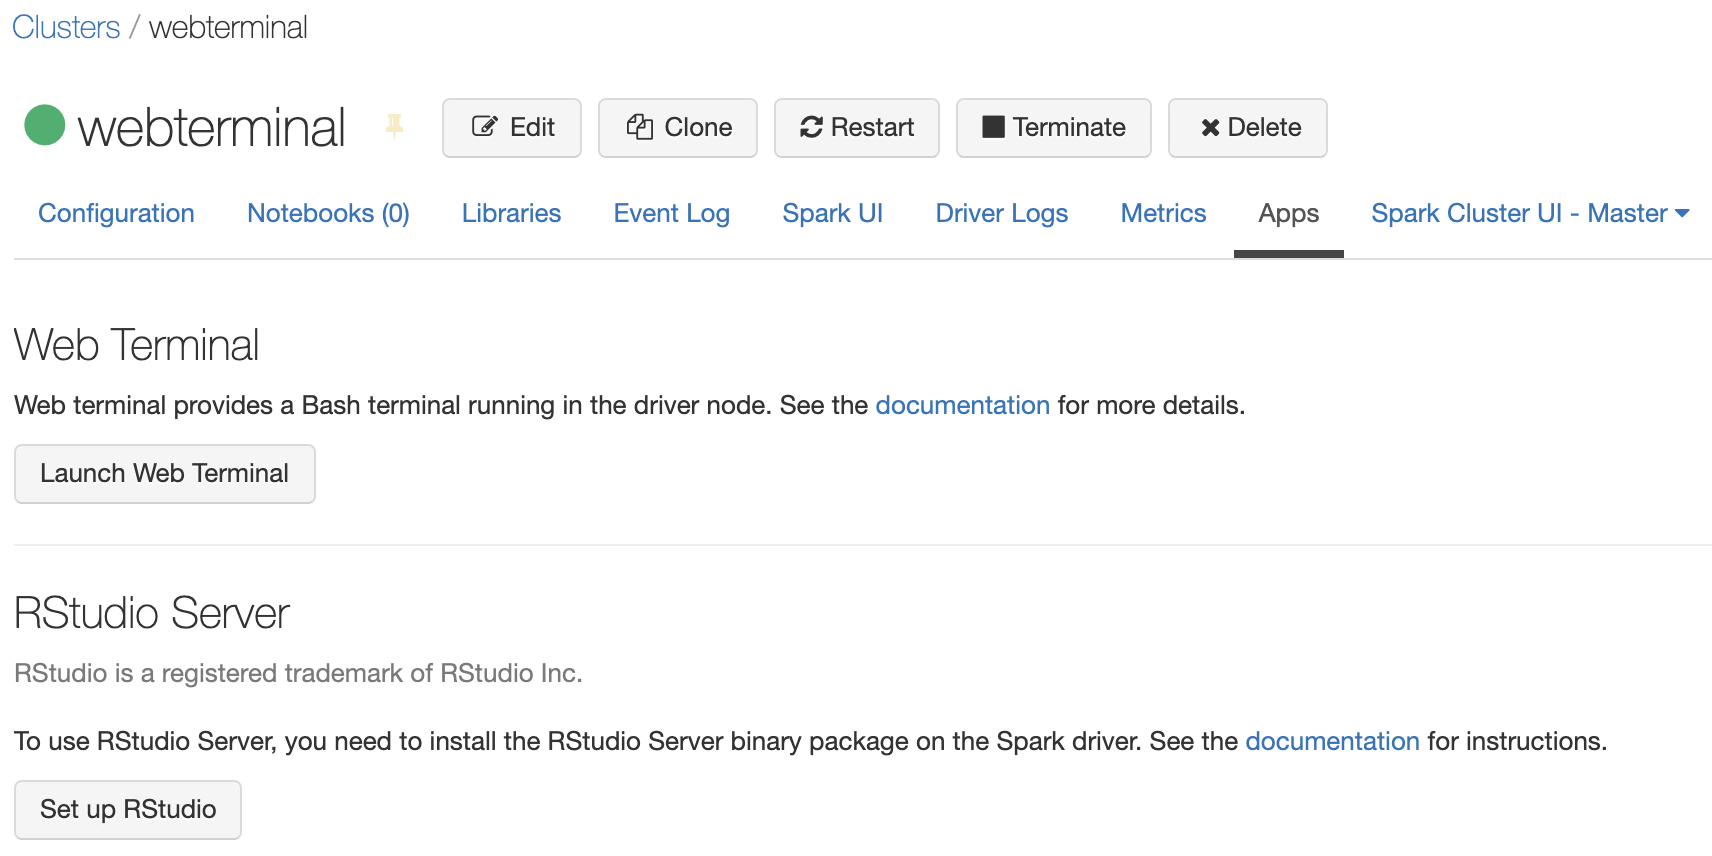 Clusters / webterminal
webterminal Edit Clone Restart Terminate Delete
Configuration Notebooks (0) Libraries Event Log Spark UI Driver Logs Metrics Apps Spark Cluster UI - Master
Web Terminal
Web terminal provides a Bash terminal running in the driver node. See the documentation for more details.
Launch Web Terminal
RStudio Server
RStudio is a registered trademark of RStudio Inc.
To use RStudio Server, you need to install the RStudio Server binary package on the Spark driver. See the documentation for instructions.
Set up RStudio